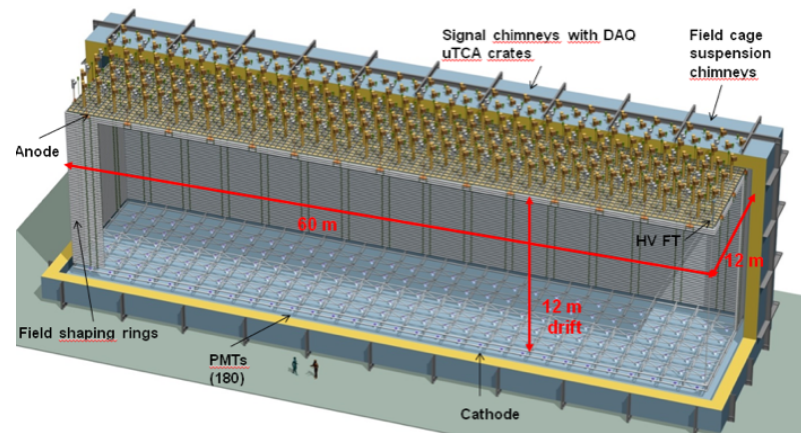 Signal chimneys with DAQ
uTCA crates
Field cage
suspension
chimneys
Anode
60 m
HV FT
12 m
12 m
drift
Field shaping rings
PMTs
(180)
Cathode